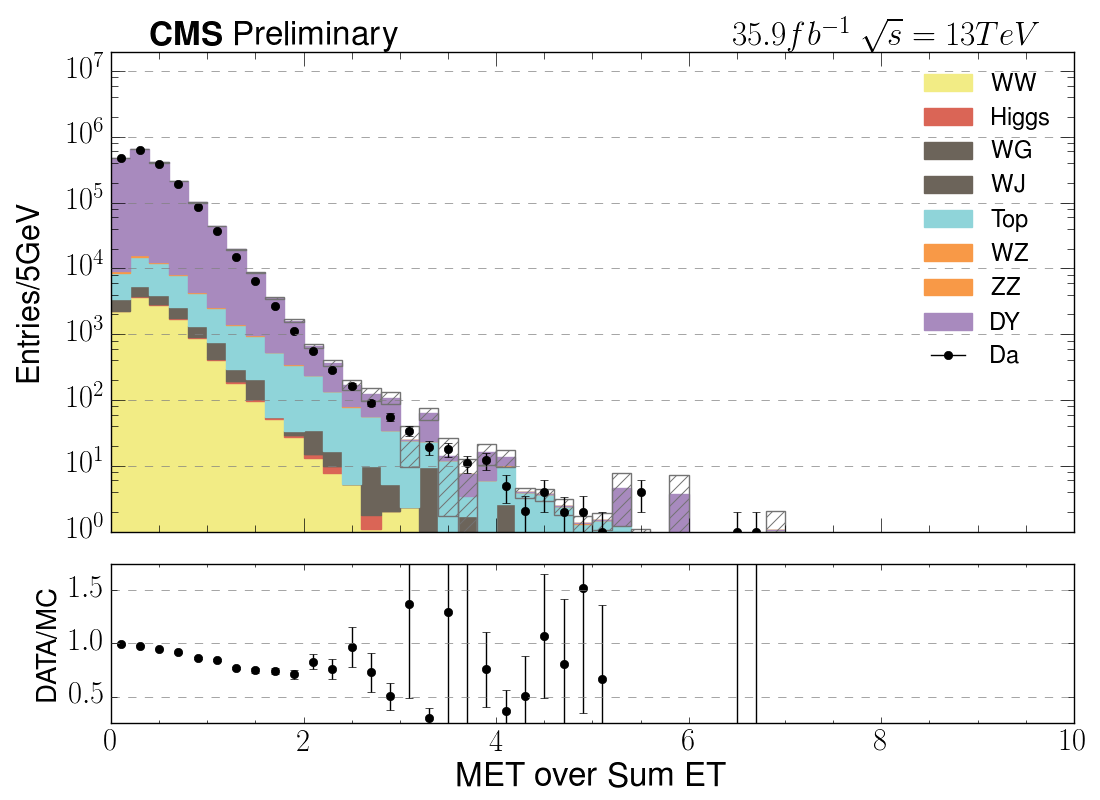 CMS Preliminary
35.9fb⁻¹ √s = 13TeV
Entries/5GeV
10⁷
10⁶
10⁵
10⁴
10³
10²
10¹
10⁰
WW
Higgs
WG
WJ
Top
WZ
ZZ
DY
Da
DATA/MC
1.5
1.0
0.5
0 2 4 6 8 10
MET over Sum ET